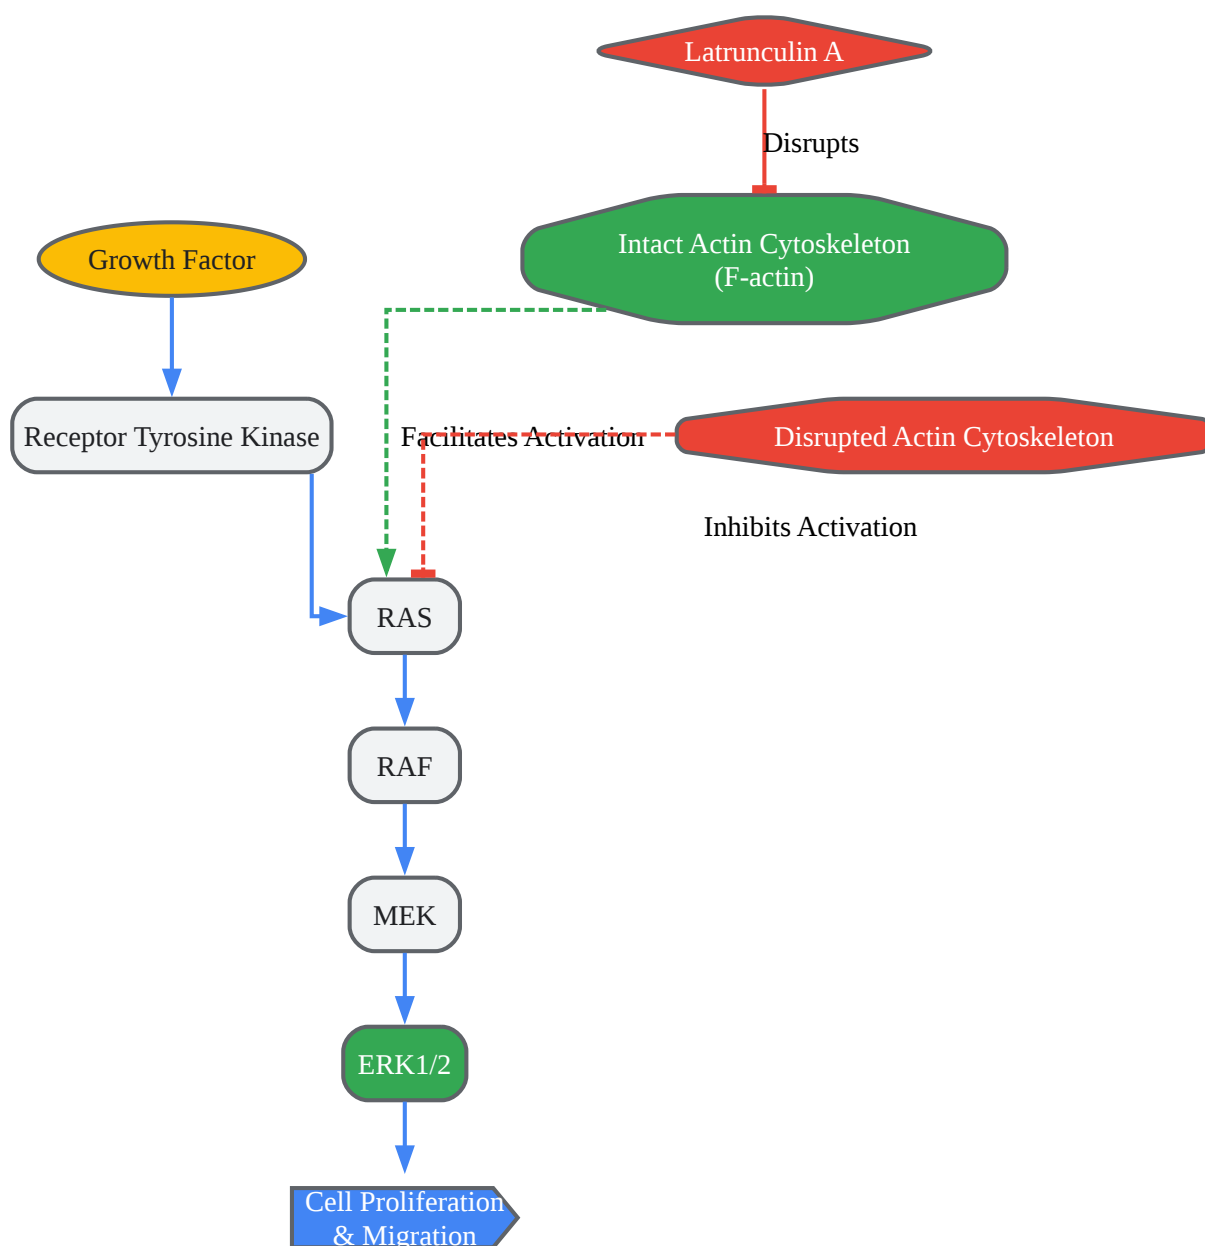 Latrunculin A
Disrupts
Intact Actin Cytoskeleton
(F-actin)
Growth Factor
Receptor Tyrosine Kinase
Facilitates Activation
Disrupted Actin Cytoskeleton
Inhibits Activation
RAS
RAF
MEK
ERK1/2
Cell Proliferation
& Migration